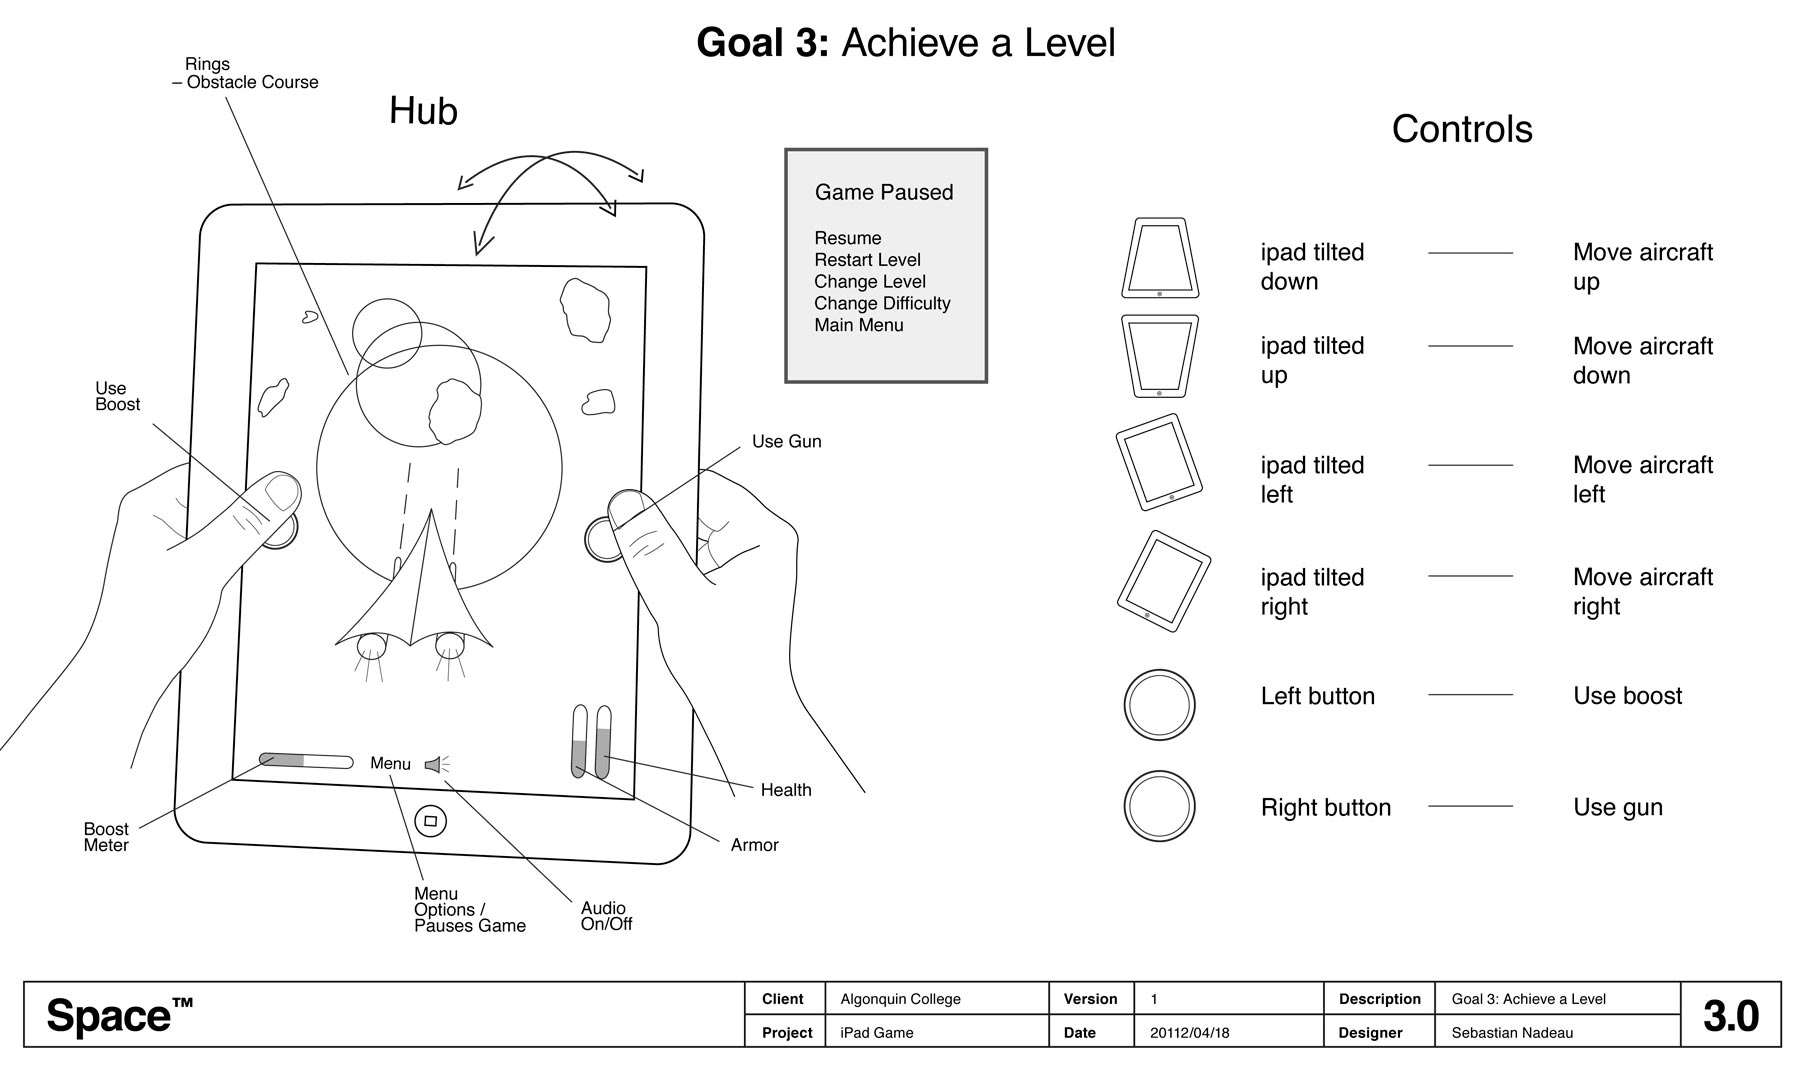 Goal 3: Achieve a Level
Rings
– Obstacle Course
Hub
Use
Boost
Use Gun
Menu
Boost
Meter
Menu
Options /
Pauses Game
Audio
On/Off
Health
Armor
Game Paused
Resume
Restart Level
Change Level
Change Difficulty
Main Menu
Controls
ipad tilted
down
Move aircraft
up
ipad tilted
up
Move aircraft
down
ipad tilted
left
Move aircraft
left
ipad tilted
right
Move aircraft
right
Left button
Use boost
Right button
Use gun
Space™
Client
Algonquin College
Version
1
Description
Goal 3: Achieve a Level
Project
iPad Game
Date
20112/04/18
Designer
Sebastian Nadeau
3.0